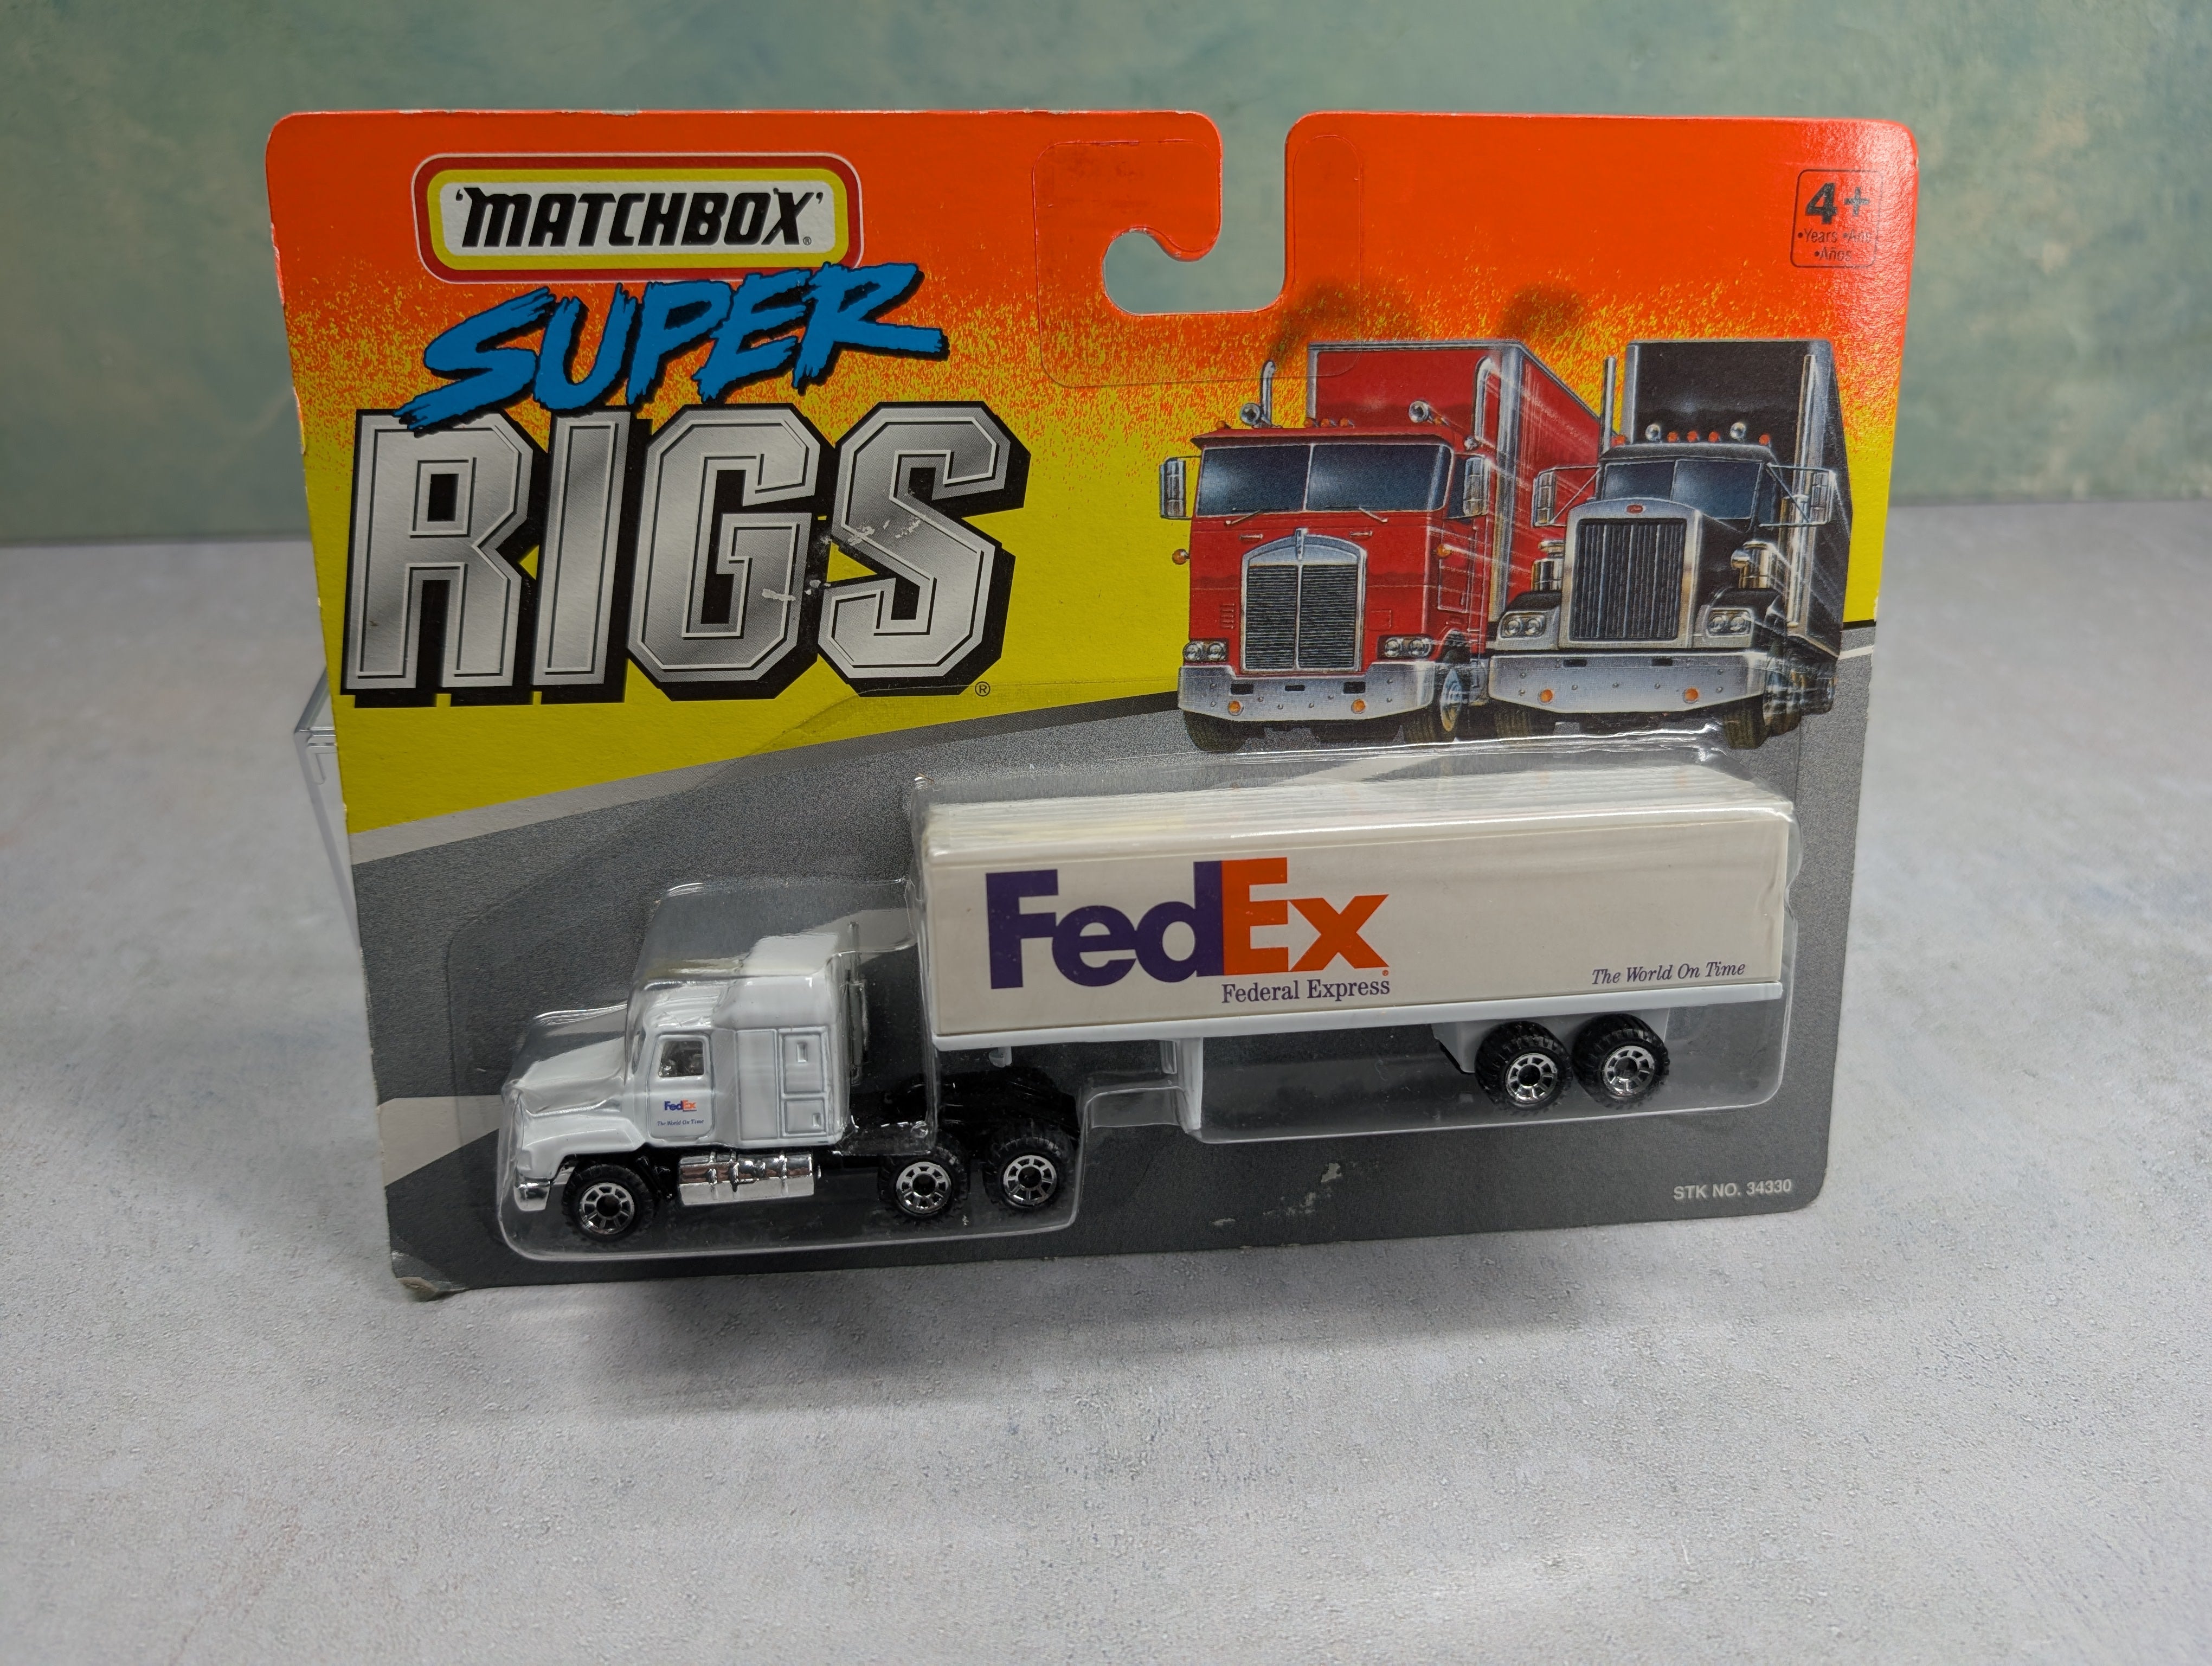 'MATCHBOX'®
SUPER
RIGS®
4+
•Years •Ans
•Años
FedEx®
Federal Express
The World On Time
FedEx
The World On Time
STK NO. 34330